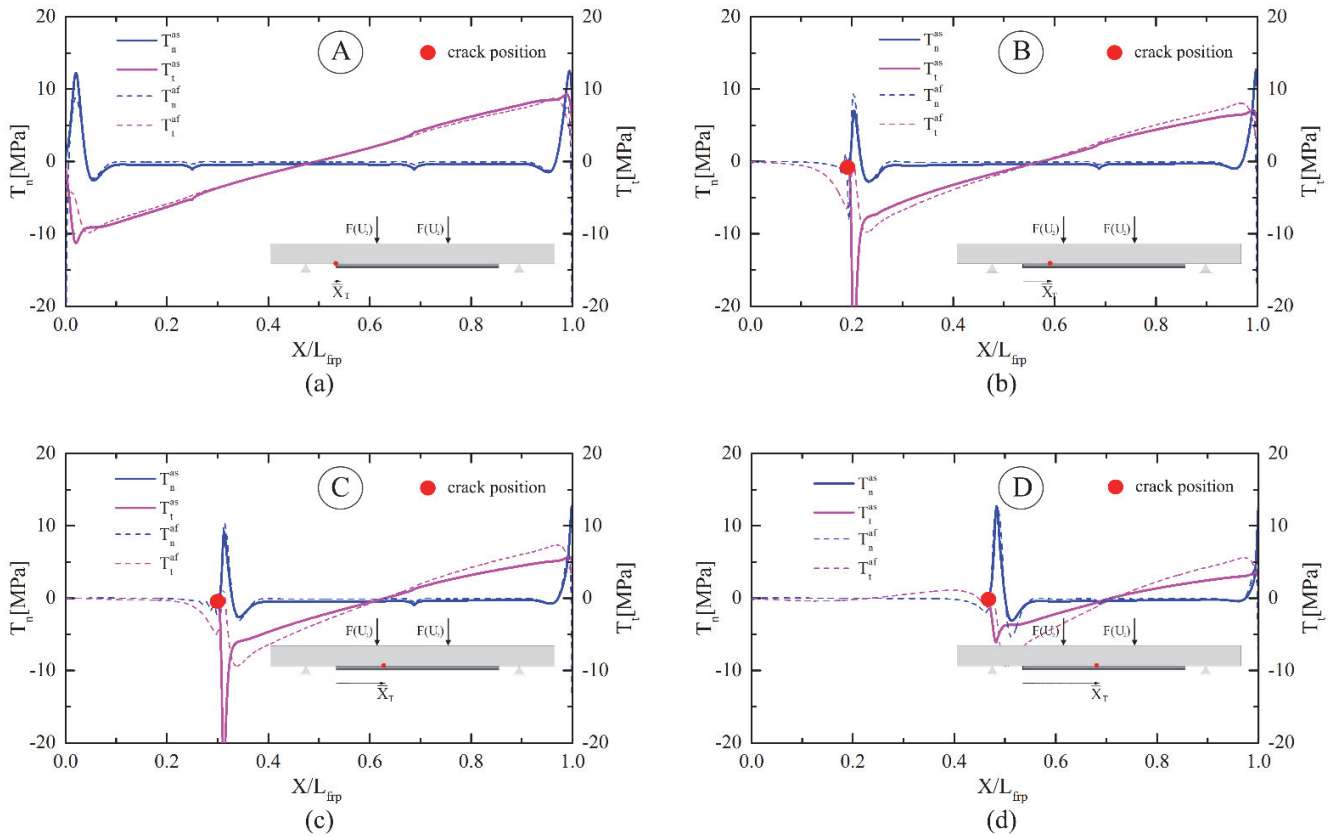 20
10
0
-10
-20
T_n[MPa]
T_n^as
T_t^as
T_n^af
T_t^af
A
crack position
F(U_2)
F(U_2)
X_T
20
10
0
-10
-20
T_t[MPa]
0.0 0.2 0.4 0.6 0.8 1.0
X/L_frp
(a)
20
10
0
-10
-20
T_n[MPa]
T_n^as
T_t^as
T_n^af
T_t^af
B
crack position
F(U_2)
F(U_2)
X_T
20
10
0
-10
-20
T_t[MPa]
0.0 0.2 0.4 0.6 0.8 1.0
X/L_frp
(b)
20
10
0
-10
-20
T_n[MPa]
T_n^as
T_t^as
T_n^af
T_t^af
C
crack position
F(U_2)
F(U_2)
X_T
20
10
0
-10
-20
T_t[MPa]
0.0 0.2 0.4 0.6 0.8 1.0
X/L_frp
(c)
20
10
0
-10
-20
T_n[MPa]
T_n^as
T_t^as
T_n^af
T_t^af
D
crack position
F(U_2)
F(U_2)
X_T
20
10
0
-10
-20
T_t[MPa]
0.0 0.2 0.4 0.6 0.8 1.0
X/L_frp
(d)